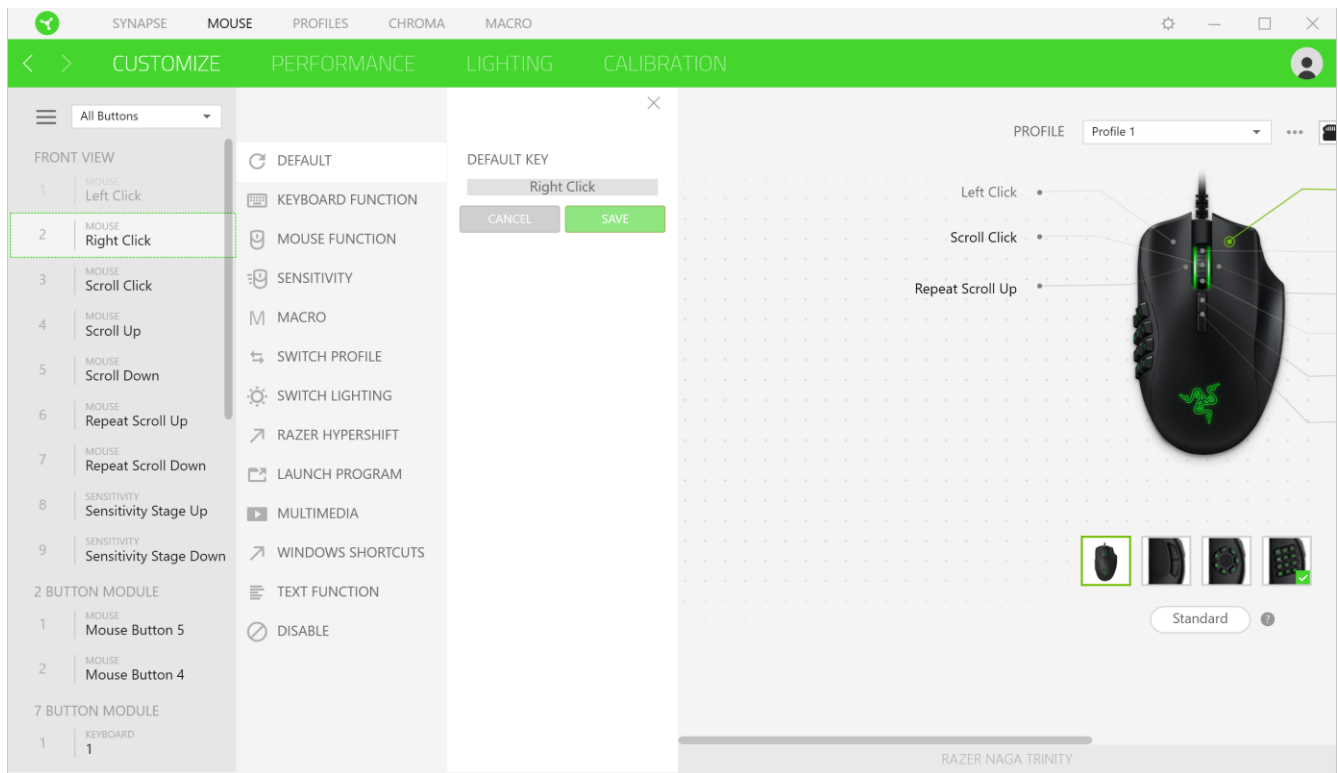 SYNAPSE MOUSE PROFILES CHROMA MACRO
CUSTOMIZE PERFORMANCE LIGHTING CALIBRATION
All Buttons
FRONT VIEW
1 MOUSE
Left Click
2 MOUSE
Right Click
3 MOUSE
Scroll Click
4 MOUSE
Scroll Up
5 MOUSE
Scroll Down
6 MOUSE
Repeat Scroll Up
7 MOUSE
Repeat Scroll Down
8 SENSITIVITY
Sensitivity Stage Up
9 SENSITIVITY
Sensitivity Stage Down
2 BUTTON MODULE
1 MOUSE
Mouse Button 5
2 MOUSE
Mouse Button 4
7 BUTTON MODULE
1 KEYBOARD
1
DEFAULT
KEYBOARD FUNCTION
MOUSE FUNCTION
SENSITIVITY
MACRO
SWITCH PROFILE
SWITCH LIGHTING
RAZER HYPERSHIFT
LAUNCH PROGRAM
MULTIMEDIA
WINDOWS SHORTCUTS
TEXT FUNCTION
DISABLE
DEFAULT KEY
Right Click
CANCEL SAVE
PROFILE Profile 1
Left Click
Scroll Click
Repeat Scroll Up
Standard ?
RAZER NAGA TRINITY